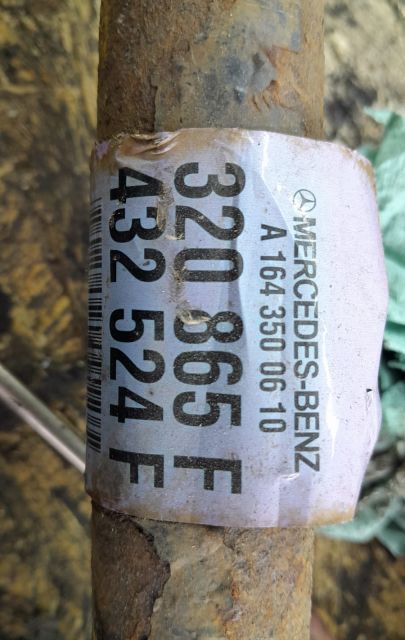 MERCEDES-BENZ
A 164 350 06 10
320 865 F
432 524 F